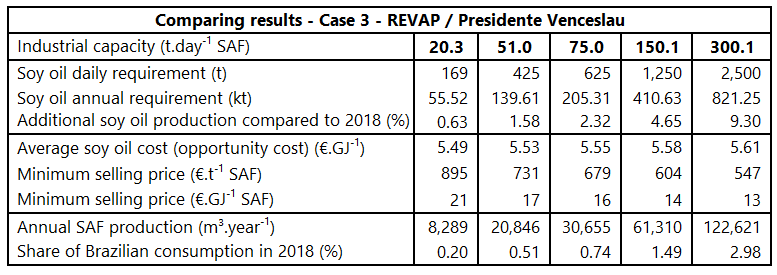 Comparing results - Case 3 - REVAP / Presidente Venceslau
Industrial capacity (t.day⁻¹ SAF) 20.3 51.0 75.0 150.1 300.1
Soy oil daily requirement (t) 169 425 625 1,250 2,500
Soy oil annual requirement (kt) 55.52 139.61 205.31 410.63 821.25
Additional soy oil production compared to 2018 (%) 0.63 1.58 2.32 4.65 9.30
Average soy oil cost (opportunity cost) (€.GJ⁻¹) 5.49 5.53 5.55 5.58 5.61
Minimum selling price (€.t⁻¹ SAF) 895 731 679 604 547
Minimum selling price (€.GJ⁻¹ SAF) 21 17 16 14 13
Annual SAF production (m³.year⁻¹) 8,289 20,846 30,655 61,310 122,621
Share of Brazilian consumption in 2018 (%) 0.20 0.51 0.74 1.49 2.98